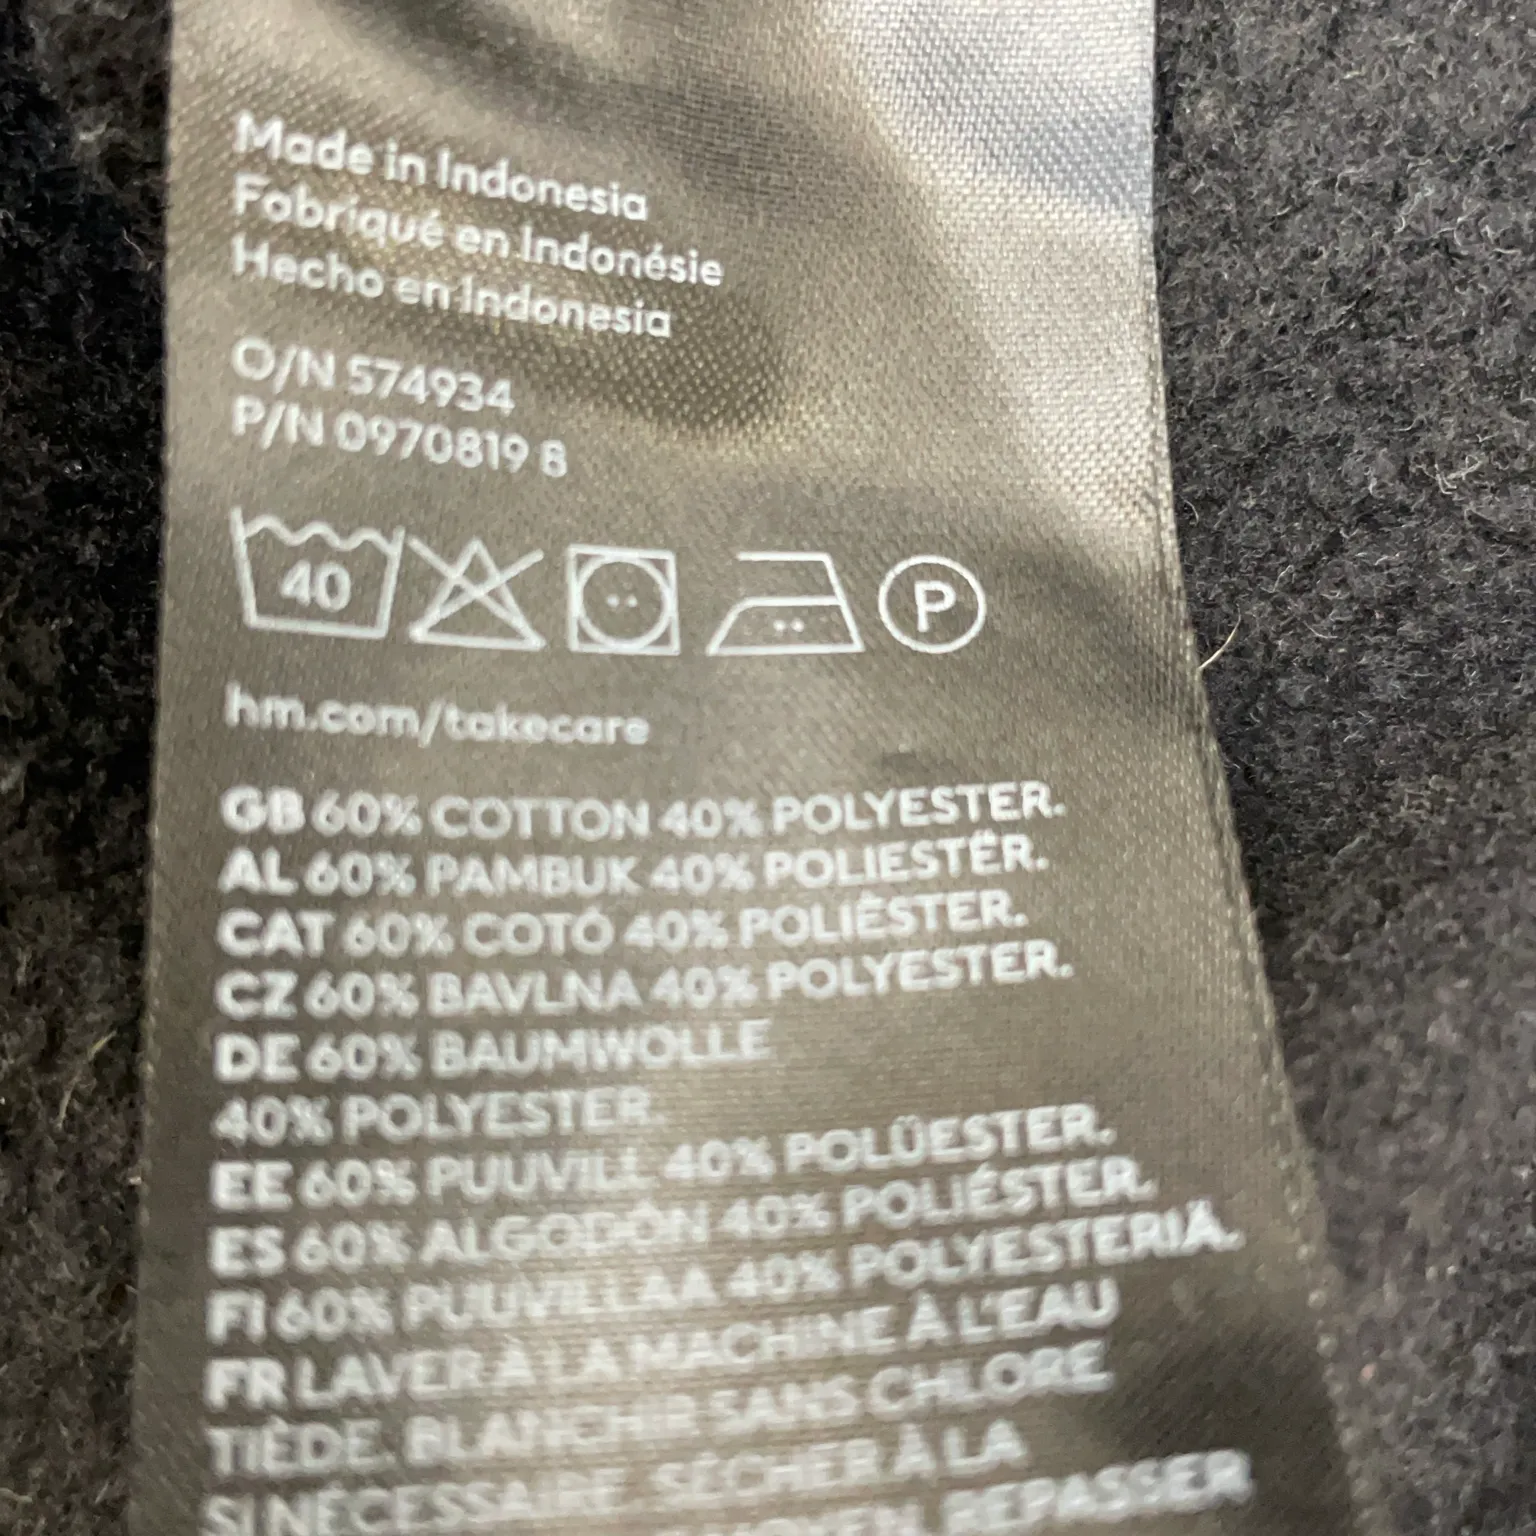 Made in Indonesia
Fabriqué en Indonésie
Hecho en Indonesia
O/N 574934
P/N 0970819 8
40
P
hm.com/takecare
GB 60% COTTON 40% POLYESTER.
AL 60% PAMBUK 40% POLIESTËR.
CAT 60% COTÓ 40% POLIÈSTER.
CZ 60% BAVLNA 40% POLYESTER.
DE 60% BAUMWOLLE
40% POLYESTER.
EE 60% PUUVILL 40% POLÜESTER.
ES 60% ALGODÓN 40% POLIÉSTER.
FI 60% PUUVILLAA 40% POLYESTERIÄ.
FR LAVER À LA MACHINE À L'EAU
TIÈDE. BLANCHIR SANS CHLORE
SI NÉCESSAIRE. SÉCHER À LA
MOYEN. REPASSER